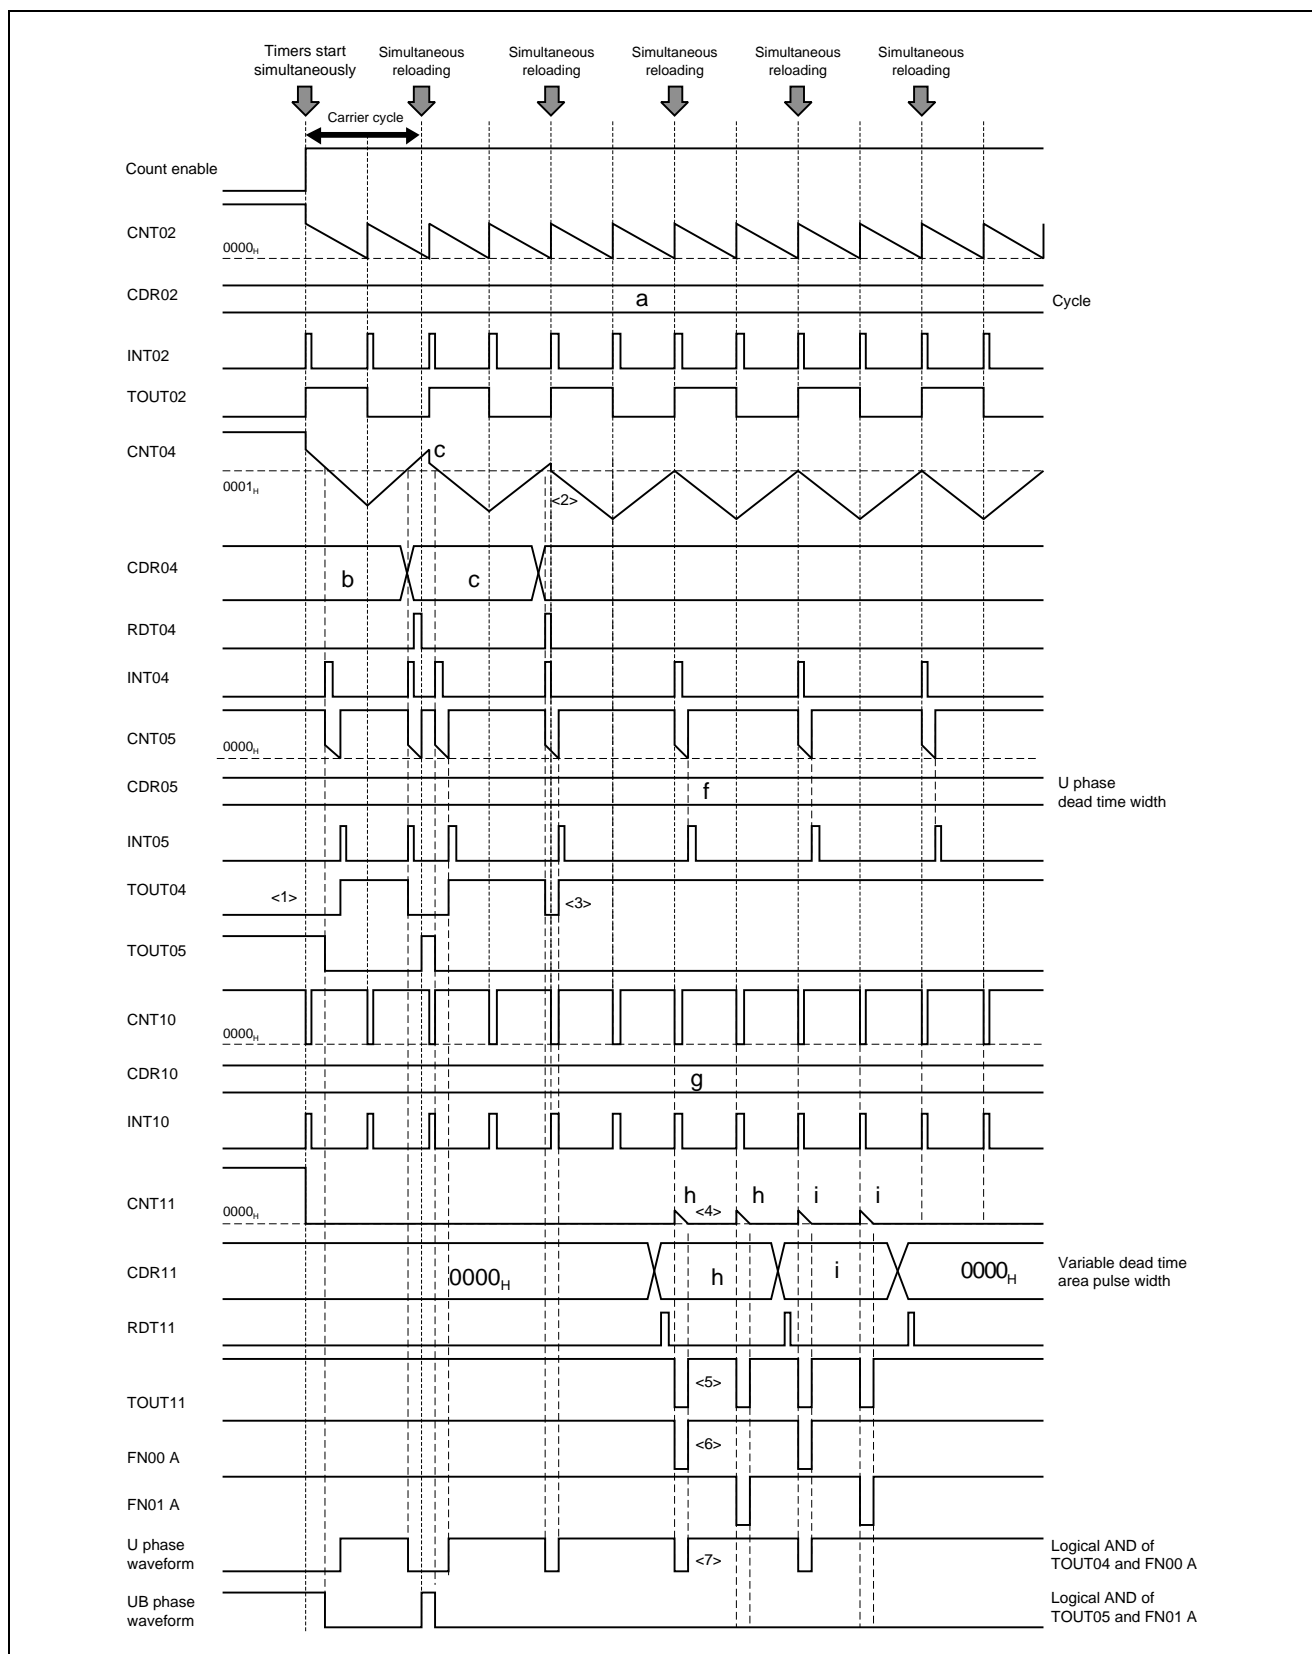 Timers start
simultaneously
Simultaneous
reloading
Simultaneous
reloading
Simultaneous
reloading
Simultaneous
reloading
Simultaneous
reloading
Carrier cycle
Count enable
CNT02
0000H
CDR02
a
Cycle
INT02
TOUT02
CNT04
c
0001H
<2>
CDR04
b
c
RDT04
INT04
CNT05
0000H
CDR05
f
U phase
dead time width
INT05
TOUT04
<1>
<3>
TOUT05
CNT10
0000H
CDR10
g
INT10
CNT11
0000H
h
<4>
h
i
i
CDR11
0000H
h
i
0000H
Variable dead time
area pulse width
RDT11
TOUT11
<5>
FN00 A
<6>
FN01 A
U phase
waveform
<7>
Logical AND of
TOUT04 and FN00 A
UB phase
waveform
Logical AND of
TOUT05 and FN01 A